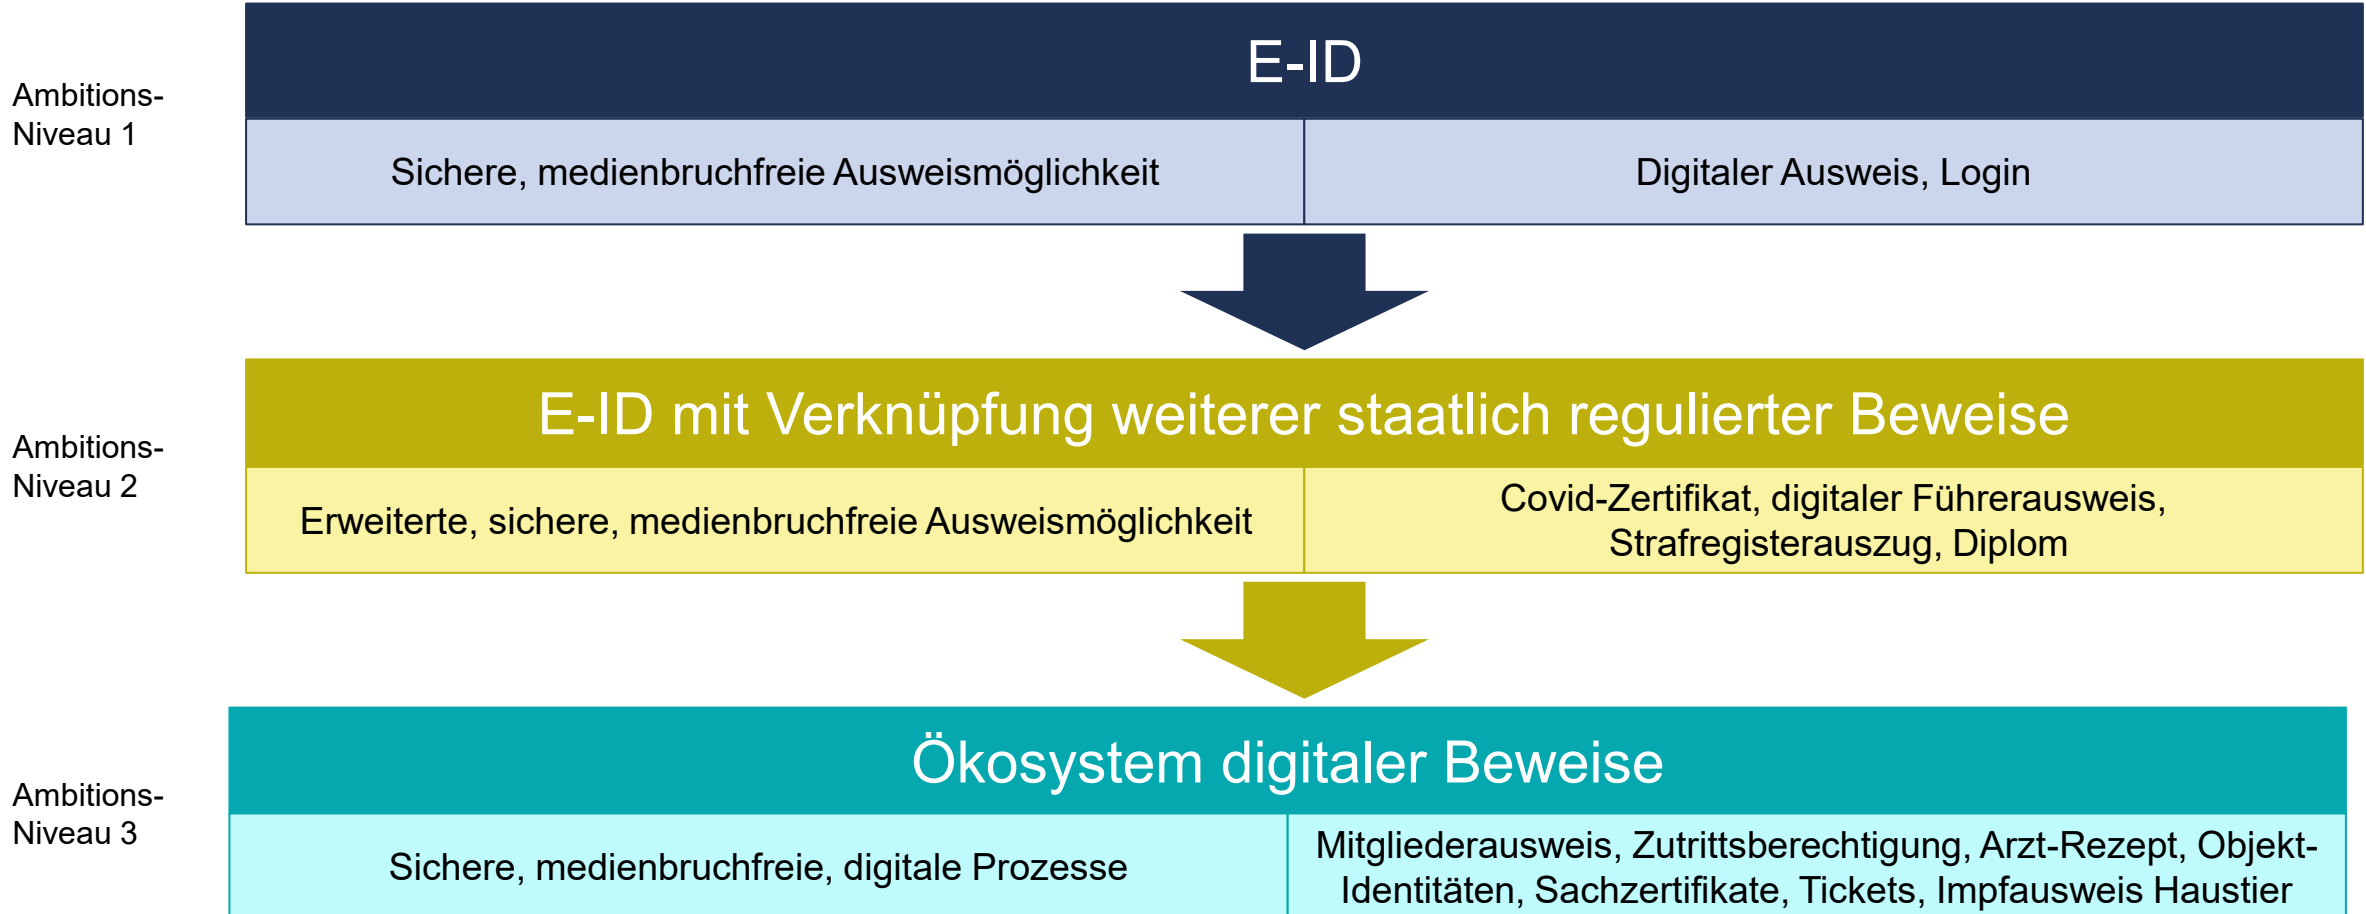 E-ID
Ambitions-
Niveau 1
Sichere, medienbruchfreie Ausweismöglichkeit
Digitaler Ausweis, Login
E-ID mit Verknüpfung weiterer staatlich regulierter Beweise
Ambitions-
Niveau 2
Erweiterte, sichere, medienbruchfreie Ausweismöglichkeit
Covid-Zertifikat, digitaler Führerausweis,
Strafregisterauszug, Diplom
Ökosystem digitaler Beweise
Ambitions-
Niveau 3
Sichere, medienbruchfreie, digitale Prozesse
Mitgliederausweis, Zutrittsberechtigung, Arzt-Rezept, Objekt-
Identitäten, Sachzertifikate, Tickets, Impfausweis Haustier